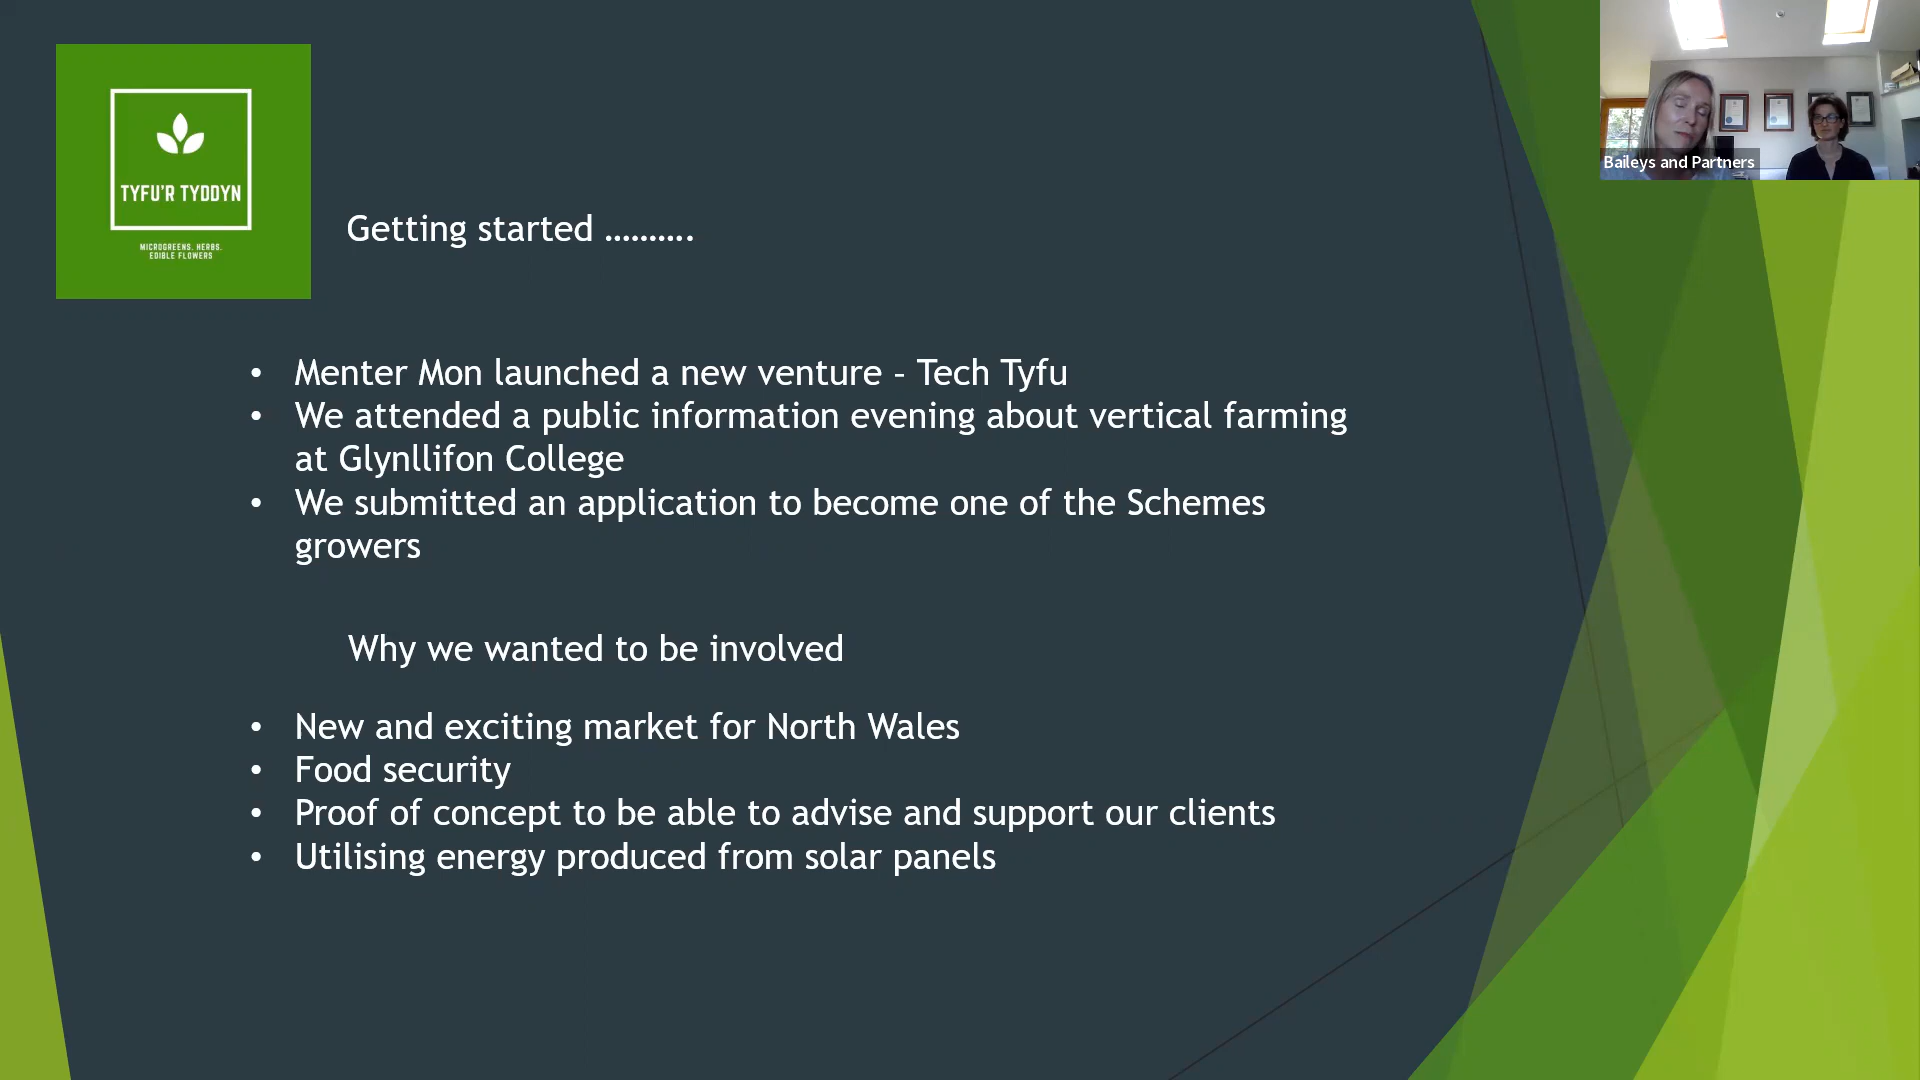 TYFU'R TYDDYN
MICROGREENS. HERBS.
EDIBLE FLOWERS
Baileys and Partners
Getting started ..........
• Menter Mon launched a new venture - Tech Tyfu
• We attended a public information evening about vertical farming
at Glynllifon College
• We submitted an application to become one of the Schemes
growers
Why we wanted to be involved
• New and exciting market for North Wales
• Food security
• Proof of concept to be able to advise and support our clients
• Utilising energy produced from solar panels